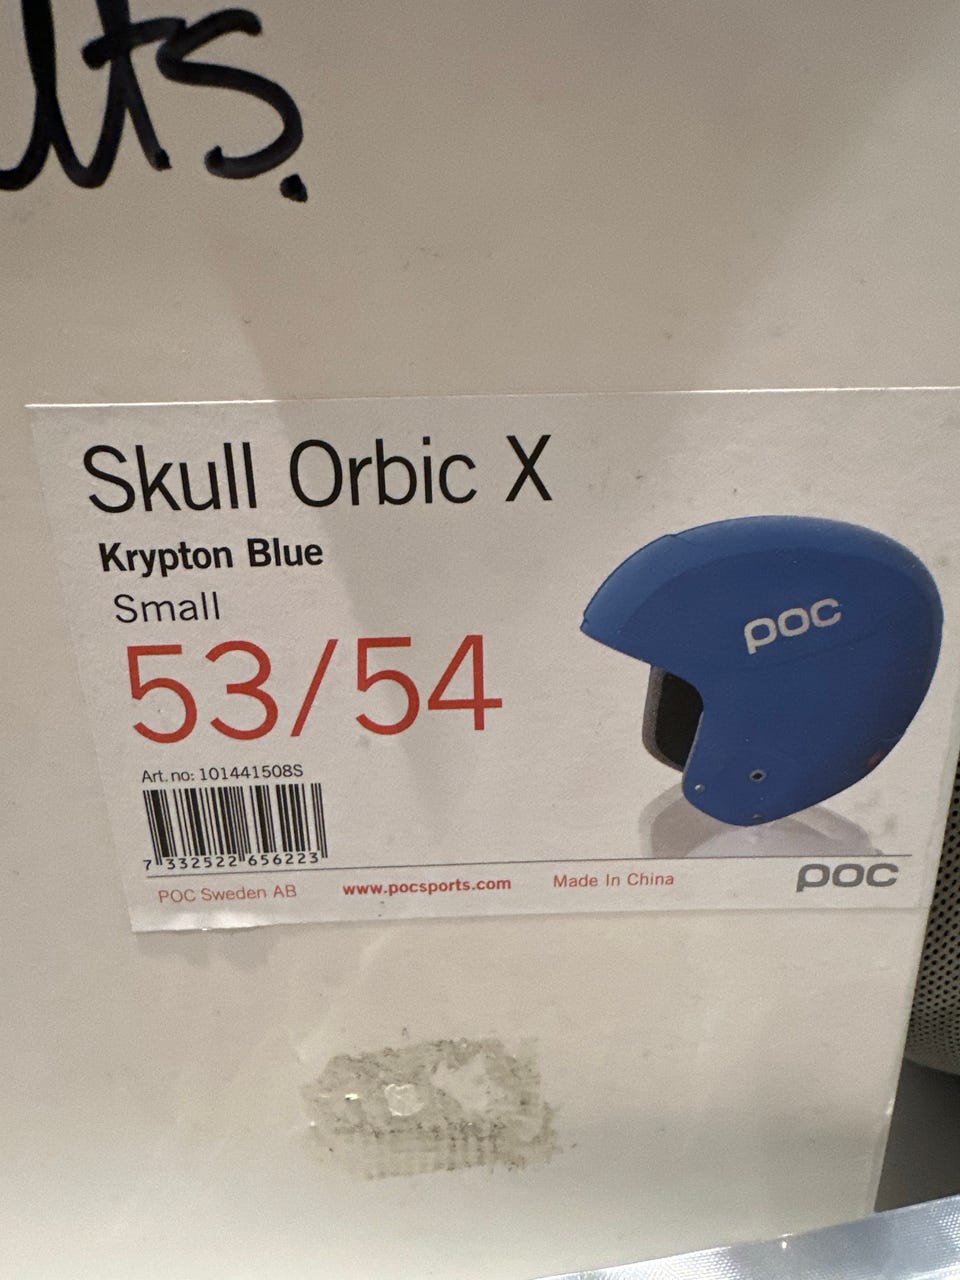 Skull Orbic X
Krypton Blue
Small
53/54
poc
Art. no: 101441508S
7 332522 656223
POC Sweden AB www.pocsports.com Made In China poc